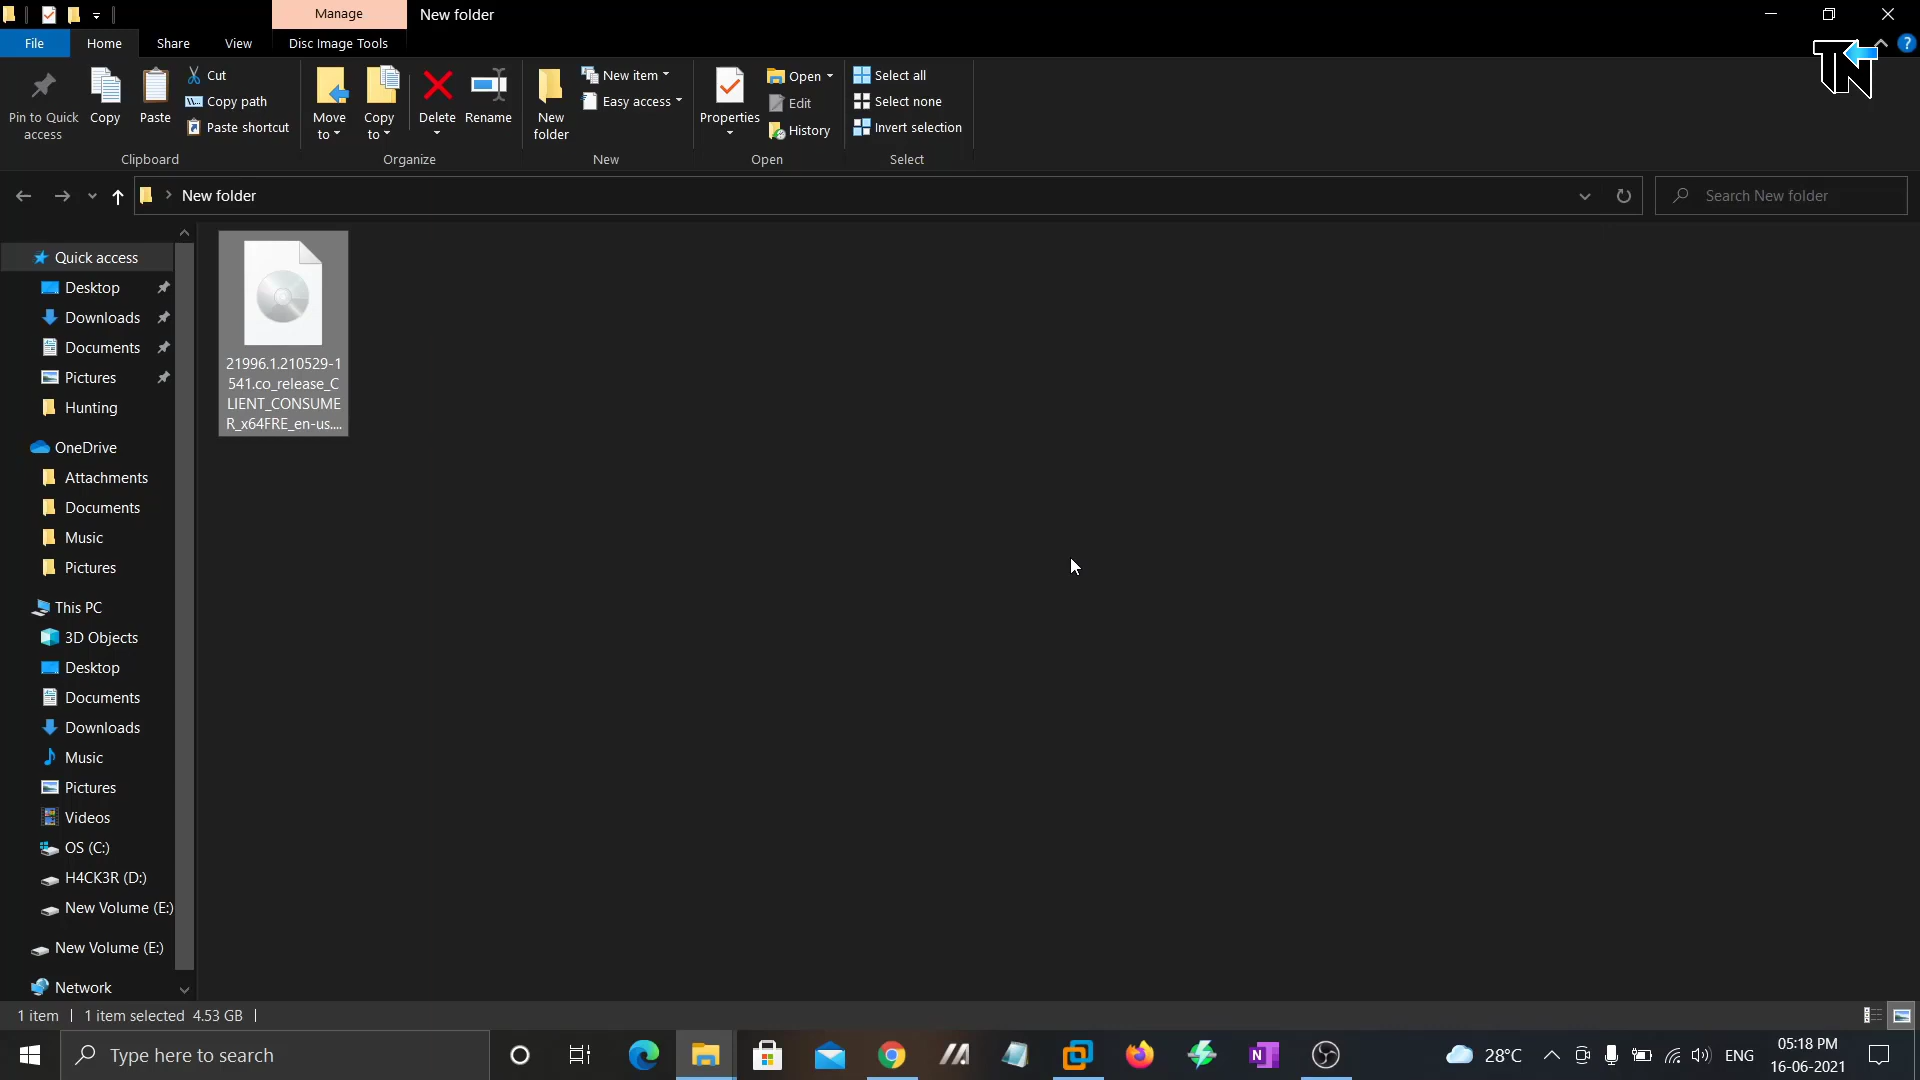 Manage
New folder
File
Home
Share
View
Disc Image Tools
Pin to Quick
access
Copy
Paste
Cut
Copy path
Paste shortcut
Clipboard
Move
to
Copy
to
Delete
Rename
Organize
New
folder
New item
Easy access
New
Properties
Open
Edit
History
Open
Select all
Select none
Invert selection
Select
TN
New folder
Search New folder
Quick access
Desktop
Downloads
Documents
Pictures
Hunting
OneDrive
Attachments
Documents
Music
Pictures
This PC
3D Objects
Desktop
Documents
Downloads
Music
Pictures
Videos
OS (C:)
H4CK3R (D:)
New Volume (E:)
New Volume (E:)
Network
21996.1.210529-1
541.co_release_C
LIENT_CONSUME
R_x64FRE_en-us....
1 item
1 item selected 4.53 GB
Type here to search
28°C
ENG
05:18 PM
16-06-2021